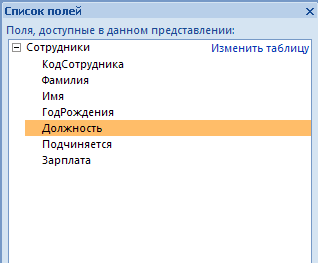 Список полей
Поля, доступные в данном представлении:
Сотрудники Изменить таблицу
КодСотрудника
Фамилия
Имя
ГодРождения
Должность
Подчиняется
Зарплата